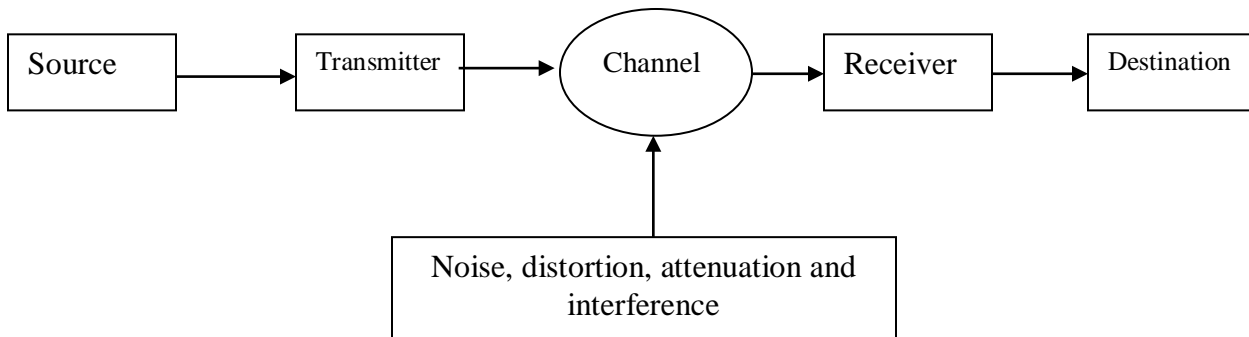 Source
Transmitter
Channel
Receiver
Destination
Noise, distortion, attenuation and
interference